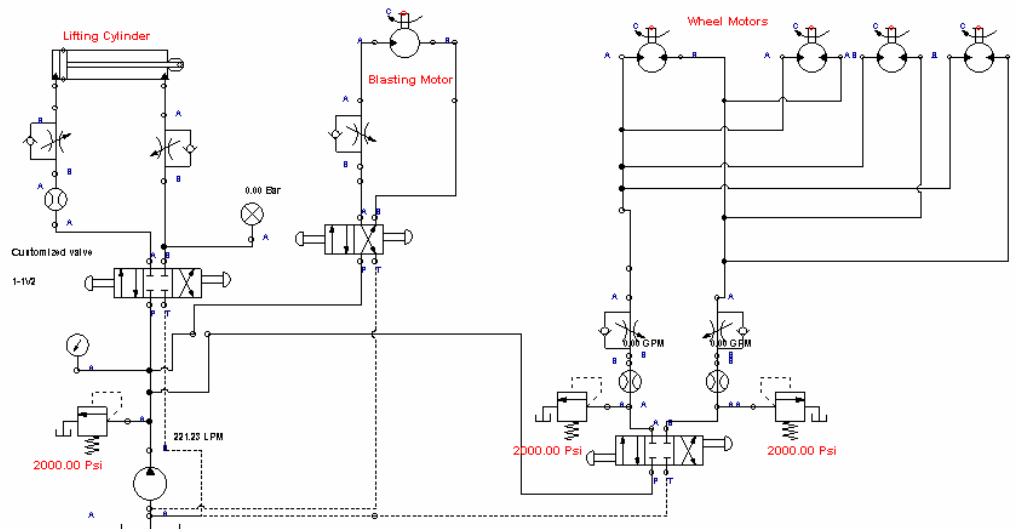 C
C
C
C
C
Wheel Motors
Lifting Cylinder
A
B
A
B
A
A B
B
A
Blasting Motor
A
A
B
B
A
B
0.00 Bar
A
A
A B
Customized valve
A B
1-1V2
P T
P T
A
A
0.00 GPM
0.00 GPM
B
B
B
A
A
A
A A
A
A B
221.23 LPM
2000.00 Psi
2000.00 Psi
2000.00 Psi
P T
A
A